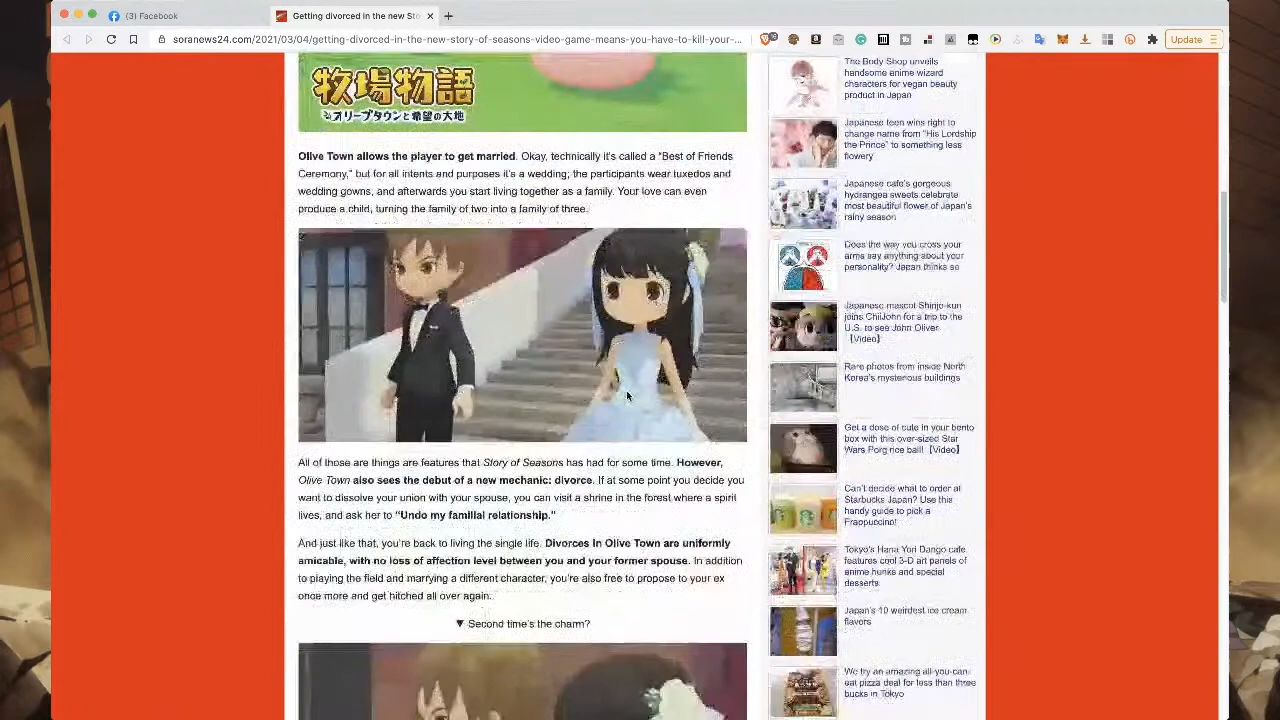 (3) Facebook
Getting divorced in the new Sto
soranews24.com/2021/03/04/getting-divorced-in-the-new-story-of-seasons-video-game-means-you-have-to-kill-your-...
Update
牧場物語
オリーブタウンと希望の大地
Olive Town allows the player to get married. Okay, technically it's called a "Best of Friends
Ceremony," but for all intents and purposes it's a wedding, the participants wear tuxedos and
wedding gowns, and afterwards you start living together as a family. Your love can even
produce a child, turning the family of two into a family of three.
All of those are things are features that Story of Seasons has had for some time. However,
Olive Town also sees the debut of a new mechanic: divorce. If at some point you decide you
want to dissolve your union with your spouse, you can visit a shrine in the forest where a spirit
lives, and ask her to "Undo my familial relationship."
And just like that, you're back to living the single life. Divorces in Olive Town are uniformly
amicable, with no loss of affection level between you and your former spouse. In addition
to playing the field and marrying a different character, you're also free to propose to your ex
once more and get hitched all over again.
▼ Second time's the charm?
The Body Shop unveils
handsome anime wizard
characters for vegan beauty
product in Japan
Japanese teen wins right to
change name from "His Lordship
the Prince" to something less
flowery
Japanese cafe's gorgeous
hydrangea sweets celebrate
most beautiful flower of Japan's
rainy season
Does the way you cross your
arms say anything about your
personality? Japan thinks so
Japanese mascot Shinjo-kun
joins ChiiJohn for a trip to the
U.S. to see John Oliver
【Video】
Rare photos from inside North
Korea's mysterious buildings
Get a dose of cute in your bento
box with this over-sized Star
Wars Porg rice ball!【Video】
Can't decide what to order at
Starbucks Japan? Use this
handy guide to pick a
Frappuccino!
Tokyo's Hana Yori Dango cafe
features cool 3-D art panels of
anime hunks and special
desserts
Japan's 10 weirdest ice cream
flavors
We try an amazing all-you-can-
eat pizza deal for less than three
bucks in Tokyo